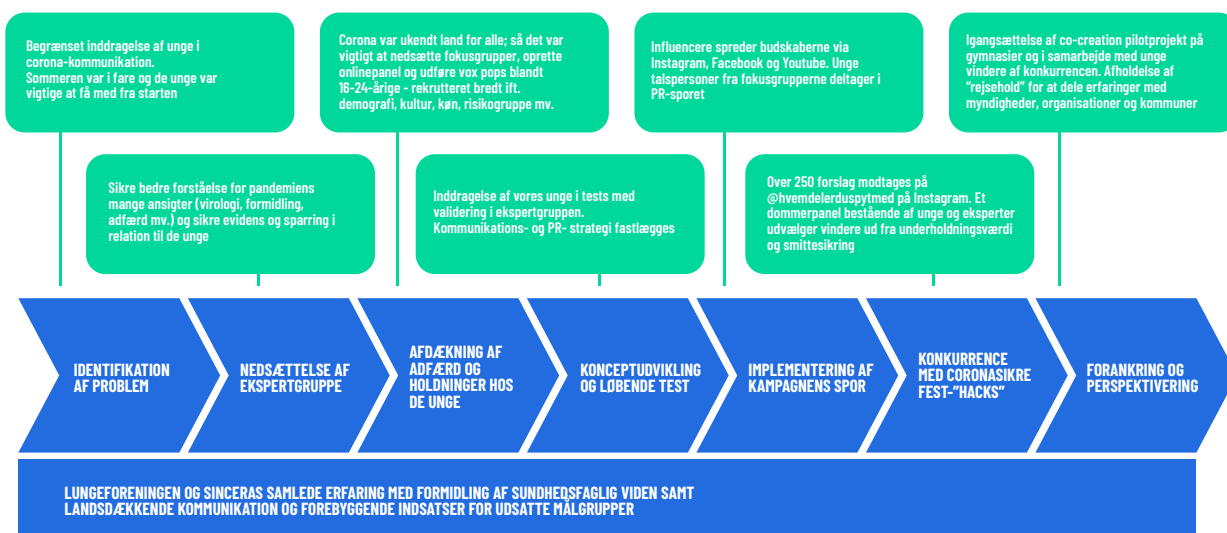 Begrænset inddragelse af unge i
corona-kommunikation.
Sommeren var i fare og de unge var
vigtige at få med fra starten
Corona var ukendt land for alle; så det var
vigtigt at nedsætte fokusgrupper, oprette
onlinepanel og udføre vox pops blandt
16-24-årige - rekrutteret bredt ift.
demografi, kultur, køn, risikogruppe mv.
Influencere spreder budskaberne via
Instagram, Facebook og Youtube. Unge
talspersoner fra fokusgrupperne deltager i
PR-sporet
Igangsættelse af co-creation pilotprojekt på
gymnasier og i samarbejde med unge
vindere af konkurrencen. Afholdelse af
"rejsehold" for at dele erfaringer med
myndigheder, organisationer og kommuner
Sikre bedre forståelse for pandemiens
mange ansigter (virologi, formidling,
adfærd mv.) og sikre evidens og sparring i
relation til de unge
Inddragelse af vores unge i tests med
validering i ekspertgruppen.
Kommunikations- og PR- strategi fastlægges
Over 250 forslag modtages på
@hvemdelerduspytmed på Instagram. Et
dommerpanel bestående af unge og eksperter
udvælger vindere ud fra underholdningsværdi
og smittesikring
IDENTIFIKATION
AF PROBLEM
NEDSÆTTELSE AF
EKSPERTGRUPPE
AFDÆKNING AF
ADFÆRD OG
HOLDNINGER HOS
DE UNGE
KONCEPTUDVIKLING
OG LØBENDE TEST
IMPLEMENTERING AF
KAMPAGNENS SPOR
KONKURRENCE
MED CORONASIKRE
FEST-"HACKS"
FORANKRING OG
PERSPEKTIVERING
LUNGEFORENINGEN OG SINCERAS SAMLEDE ERFARING MED FORMIDLING AF SUNDHEDSFAGLIG VIDEN SAMT
LANDSDÆKKENDE KOMMUNIKATION OG FOREBYGGENDE INDSATSER FOR UDSATTE MÅLGRUPPER